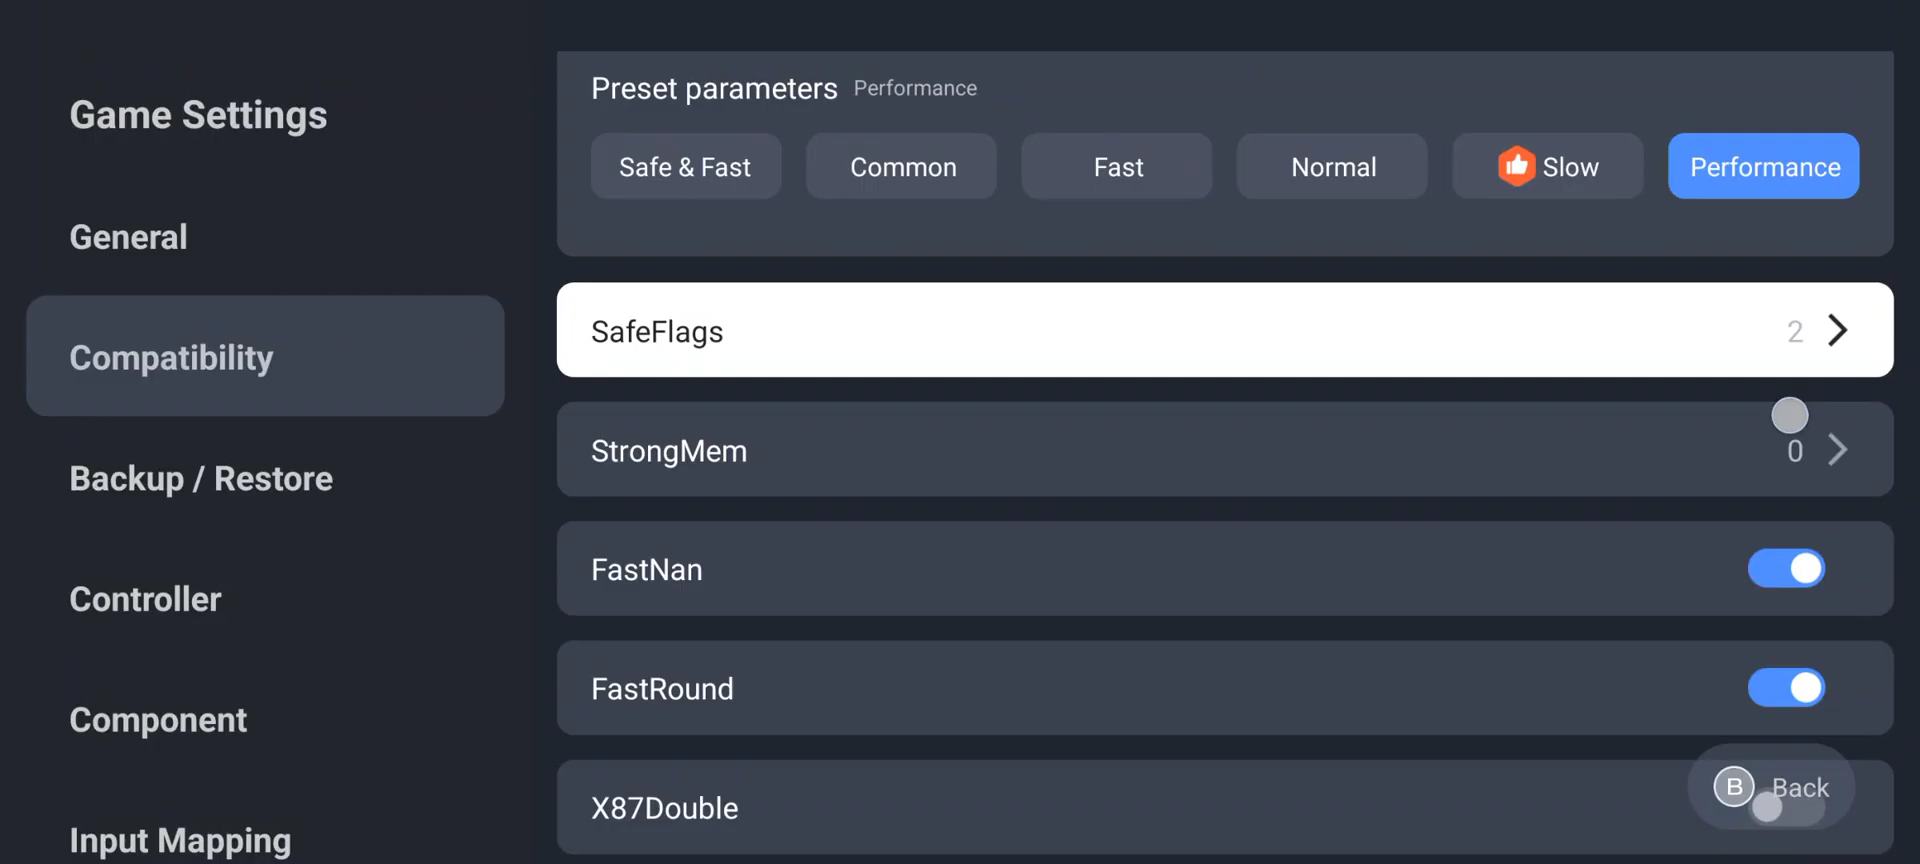 Game Settings
General
Compatibility
Backup / Restore
Controller
Component
Input Mapping
Preset parameters Performance
Safe & Fast Common Fast Normal Slow Performance
SafeFlags 2
StrongMem 0
FastNan
FastRound
X87Double
B Back